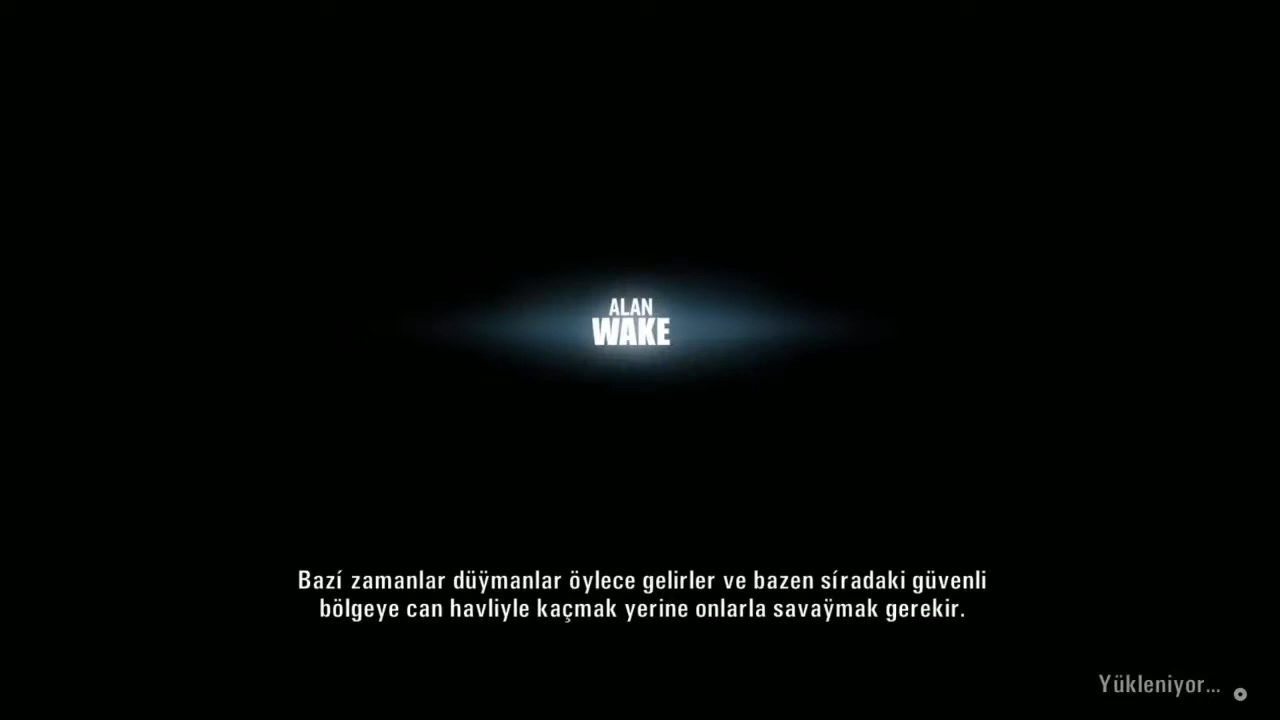 ALAN
WAKE
Bazí zamanlar düÿmanlar öylece gelirler ve bazen síradaki güvenli
bölgeye can havliyle kaçmak yerine onlarla savaÿmak gerekir.
Yükleniyor...